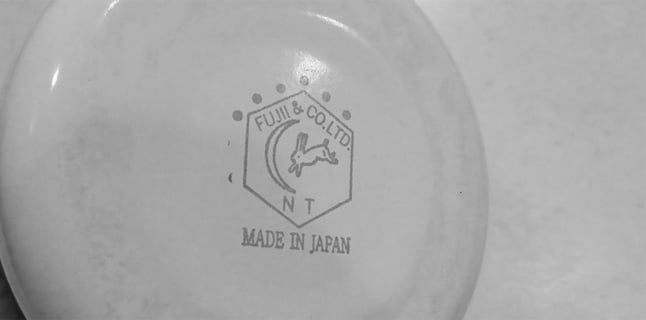 FUJII & CO.LTD.
N T
MADE IN JAPAN